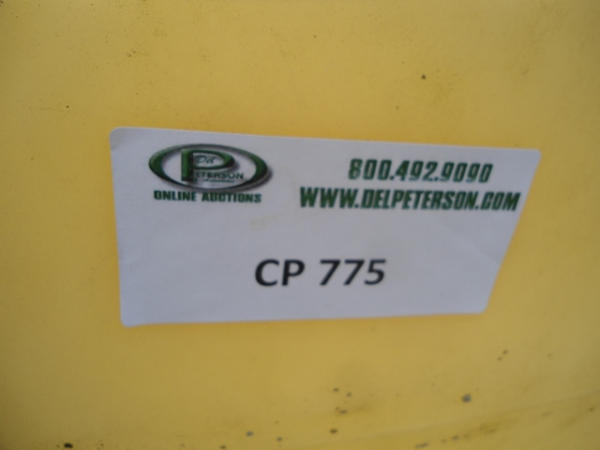 Del
PETERSON
ONLINE AUCTIONS
800.492.9090
WWW.DELPETERSON.COM
CP 775